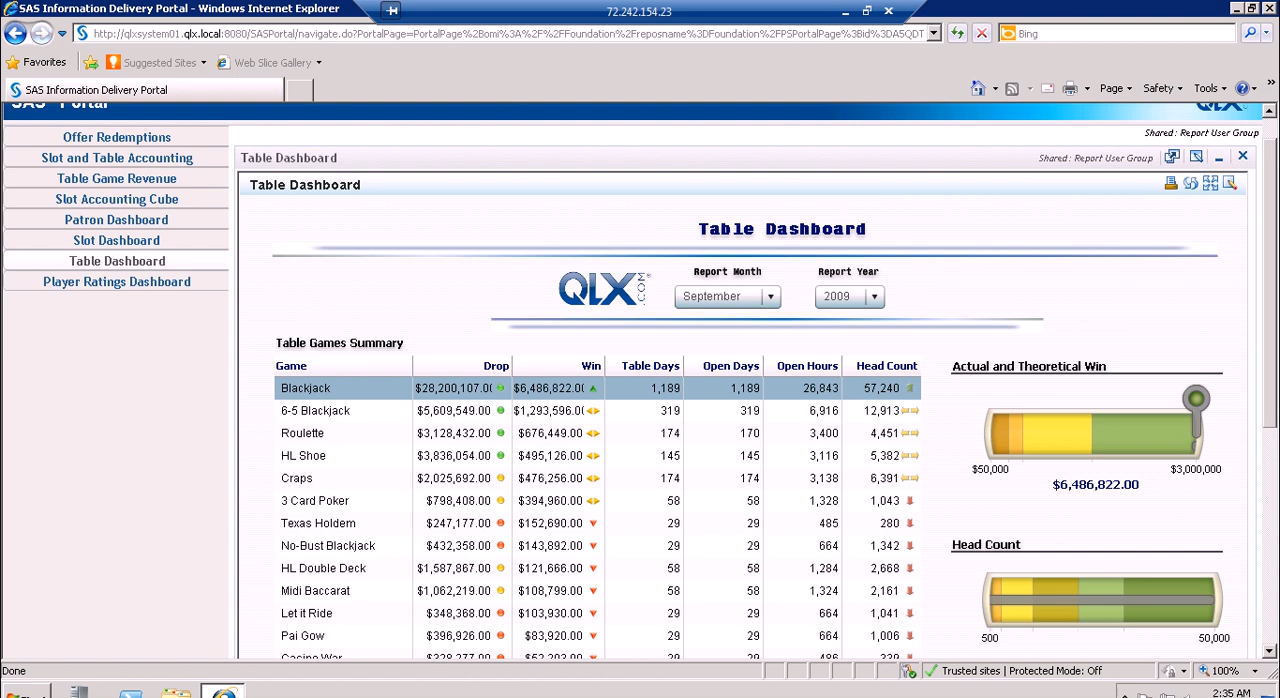 SAS Information Delivery Portal - Windows Internet Explorer
72.242.154.23
http://qlxsystem01.qlx.local:8080/SASPortal/navigate.do?PortalPage=PortalPage%2Bomi%3A%2F%2FFoundation%2Freposname%3DFoundation%2FPSPortalPage%3Bid%3DA5QDT
Bing
Favorites
Suggested Sites
Web Slice Gallery
SAS Information Delivery Portal
Page
Safety
Tools
SAS Portal
QLX
Shared : Report User Group
Offer Redemptions
Slot and Table Accounting
Table Game Revenue
Slot Accounting Cube
Patron Dashboard
Slot Dashboard
Table Dashboard
Player Ratings Dashboard
Table Dashboard
Shared : Report User Group
Table Dashboard
Table Dashboard
QLX.COM
Report Month
Report Year
September
2009
Table Games Summary
Game Drop Win Table Days Open Days Open Hours Head Count
Blackjack $28,200,107.00 $6,486,822.00 1,189 1,189 26,843 57,240
6-5 Blackjack $5,609,549.00 $1,293,596.00 319 319 6,916 12,913
Roulette $3,128,432.00 $676,449.00 174 170 3,400 4,451
HL Shoe $3,836,054.00 $495,126.00 145 145 3,116 5,382
Craps $2,025,692.00 $476,256.00 174 174 3,138 6,391
3 Card Poker $798,408.00 $394,960.00 58 58 1,328 1,043
Texas Holdem $247,177.00 $152,690.00 29 29 485 280
No-Bust Blackjack $432,358.00 $143,892.00 29 29 664 1,342
HL Double Deck $1,587,867.00 $121,666.00 58 58 1,284 2,668
Midi Baccarat $1,062,219.00 $108,799.00 58 58 1,324 2,161
Let it Ride $348,368.00 $103,930.00 29 29 664 1,041
Pai Gow $396,926.00 $83,920.00 29 29 664 1,006
Casino War 29 29
Actual and Theoretical Win
$50,000
$3,000,000
$6,486,822.00
Head Count
500
50,000
Done
Trusted sites | Protected Mode: Off
100%
2:35 AM